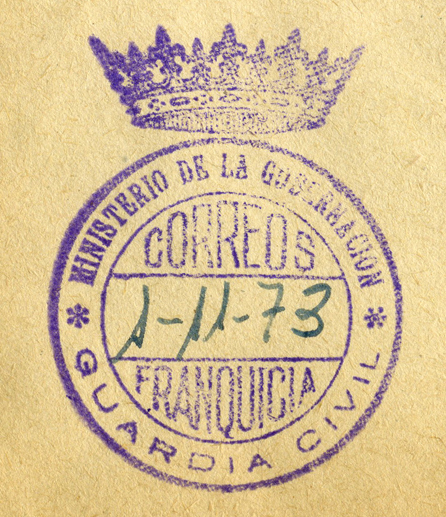 MINISTERIO DE LA GOBERNACION
CORREOS
1-11-73
FRANQUICIA
* GUARDIA CIVIL *